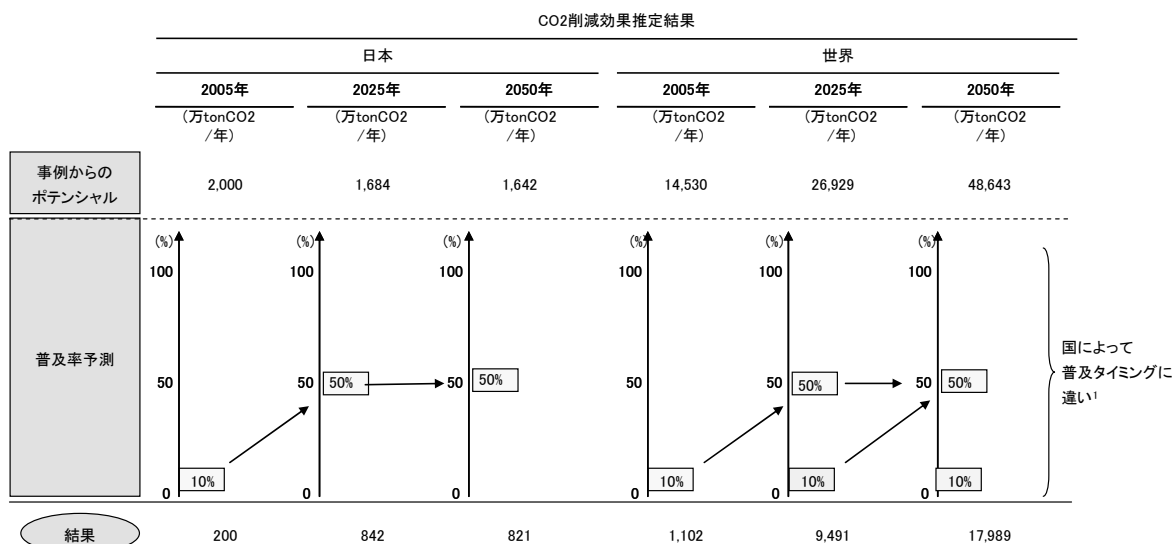 CO2削減効果推定結果
日本
世界
2005年
2025年
2050年
2005年
2025年
2050年
(万tonCO2
/年)
(万tonCO2
/年)
(万tonCO2
/年)
(万tonCO2
/年)
(万tonCO2
/年)
(万tonCO2
/年)
事例からの
ポテンシャル
2,000
1,684
1,642
14,530
26,929
48,643
普及率予測
(%)
100
50
0
10%
(%)
100
50
0
50%
(%)
100
50
0
50%
(%)
100
50
0
10%
(%)
100
50
0
50%
10%
(%)
100
50
0
50%
10%
国によって
普及タイミングに
違い¹
結果
200
842
821
1,102
9,491
17,989